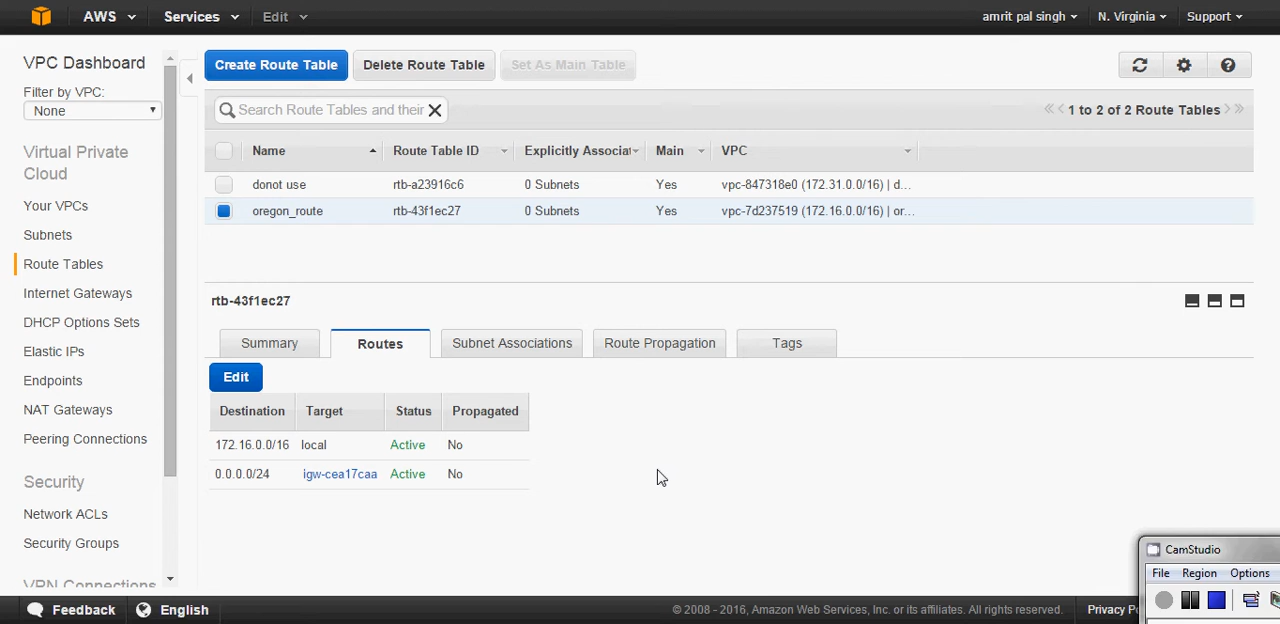 AWS Services Edit amrit pal singh N. Virginia Support
VPC Dashboard
Filter by VPC:
None
Virtual Private
Cloud
Your VPCs
Subnets
Route Tables
Internet Gateways
DHCP Options Sets
Elastic IPs
Endpoints
NAT Gateways
Peering Connections
Security
Network ACLs
Security Groups
VPN Connections
Create Route Table Delete Route Table Set As Main Table
Search Route Tables and their 1 to 2 of 2 Route Tables
Name Route Table ID Explicitly Associat Main VPC
donot use rtb-a23916c6 0 Subnets Yes vpc-847318e0 (172.31.0.0/16) | d...
oregon_route rtb-43f1ec27 0 Subnets Yes vpc-7d237519 (172.16.0.0/16) | or...
rtb-43f1ec27
Summary Routes Subnet Associations Route Propagation Tags
Edit
Destination Target Status Propagated
172.16.0.0/16 local Active No
0.0.0.0/24 igw-cea17caa Active No
CamStudio
File Region Options
Feedback English © 2008 - 2016, Amazon Web Services, Inc. or its affiliates. All rights reserved. Privacy Po